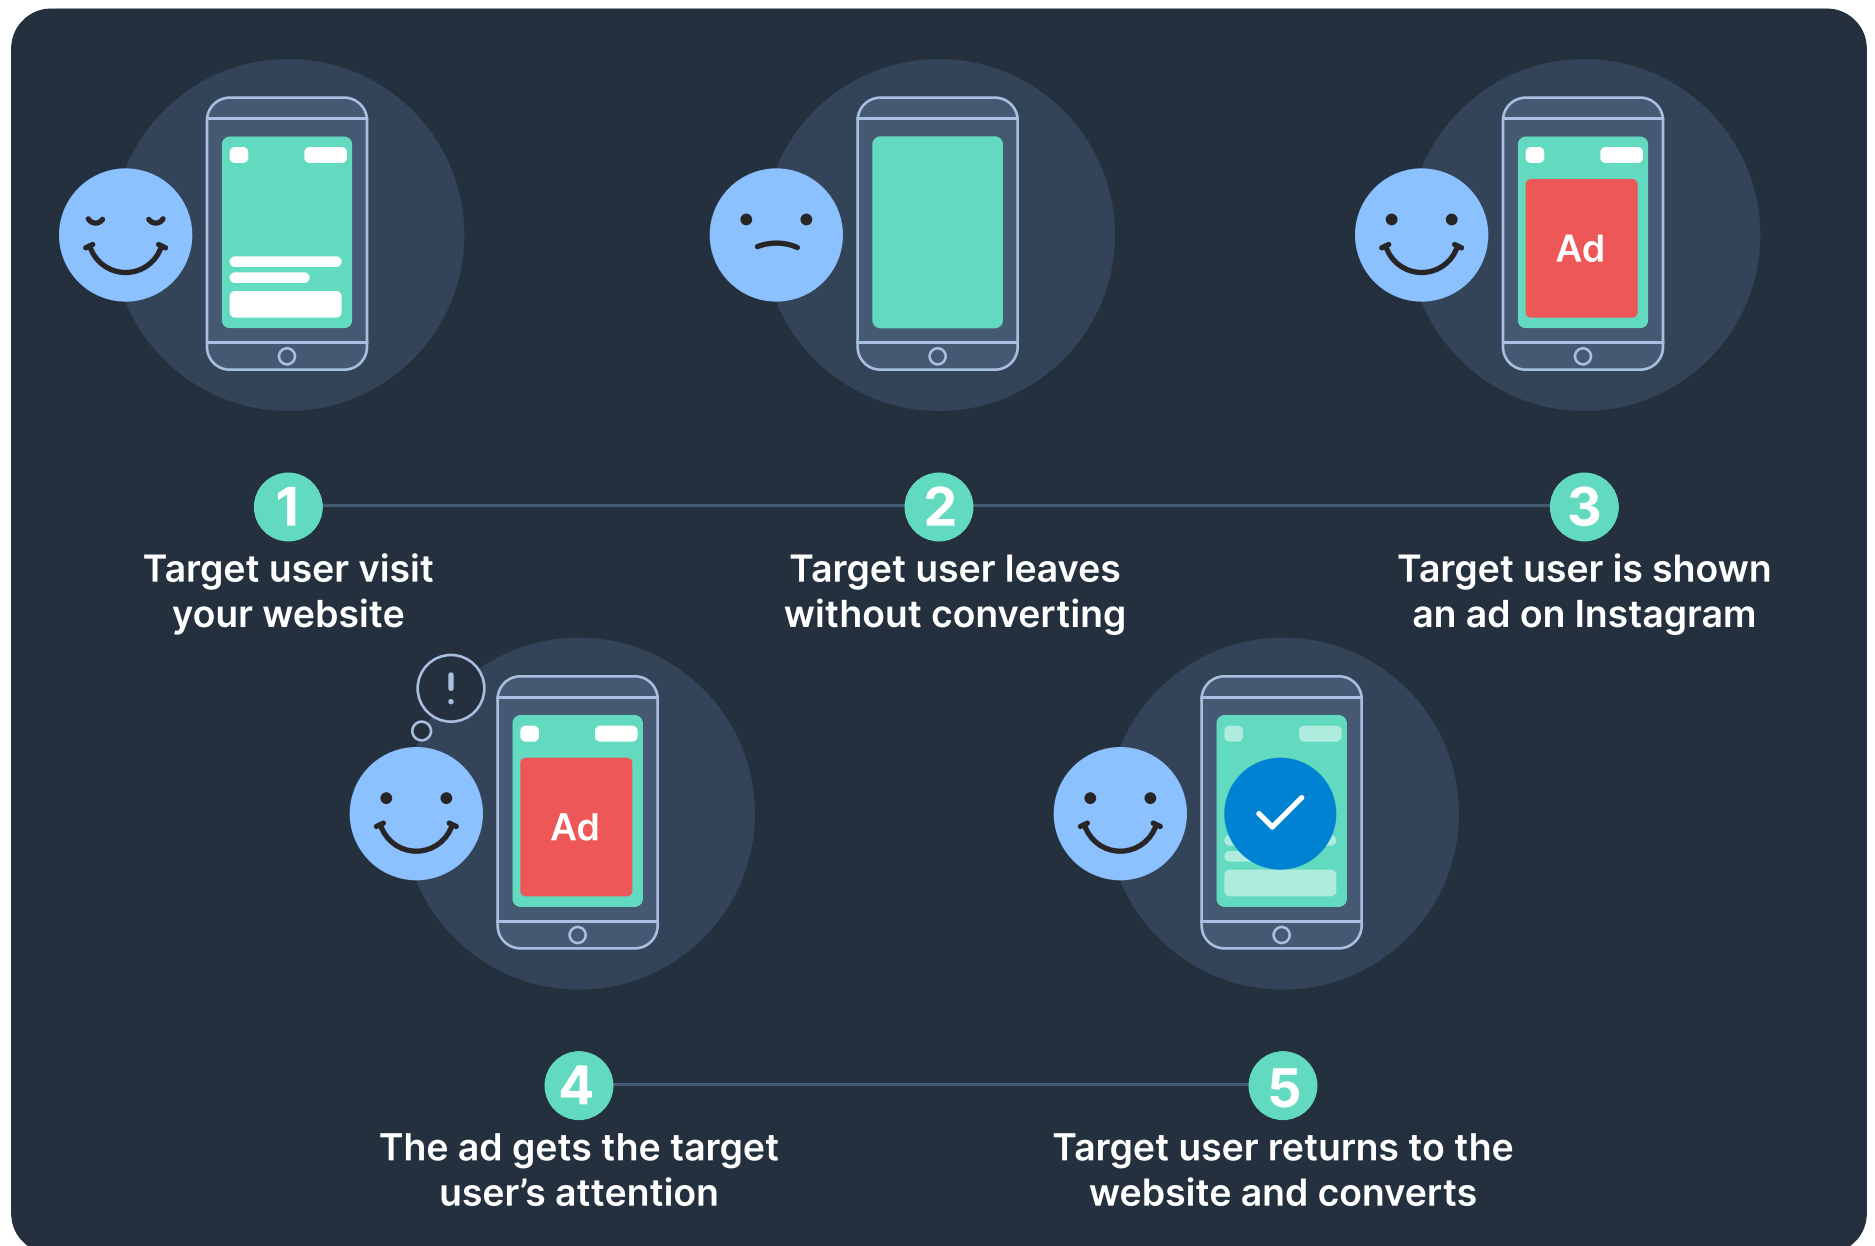 Ad
1
2
3
Target user visit
your website
Target user leaves
without converting
Target user is shown
an ad on Instagram
!
Ad
4
5
The ad gets the target
user’s attention
Target user returns to the
website and converts